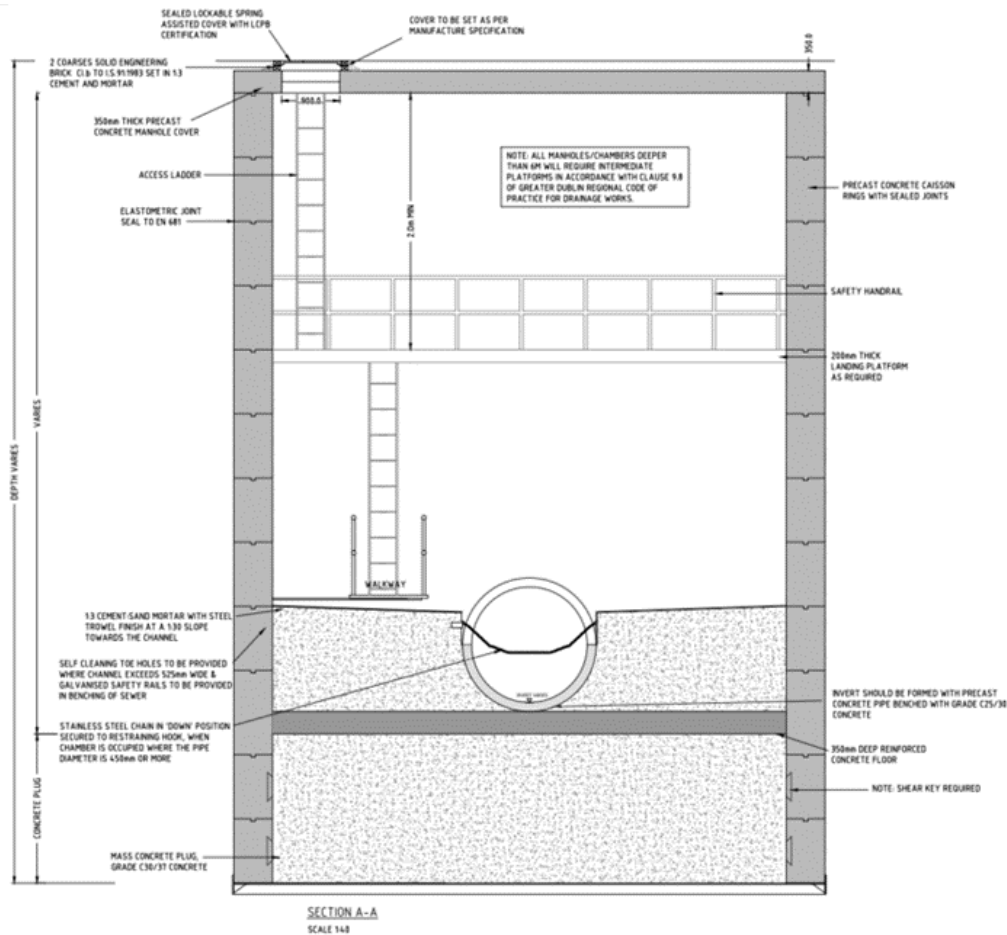 SEALED LOCKABLE SPRING
ASSISTED COVER WITH LCPB
CERTIFICATION
COVER TO BE SET AS PER
MANUFACTURE SPECIFICATION
2 COARSES SOLID ENGINEERING
BRICK CI.b TO I.S.91:1983 SET IN 1:3
CEMENT AND MORTAR
350.0
900.0
350mm THICK PRECAST
CONCRETE MANHOLE COVER
ACCESS LADDER
ELASTOMETRIC JOINT
SEAL TO EN 681
2.0m MIN
NOTE: ALL MANHOLES/CHAMBERS DEEPER
THAN 6M WILL REQUIRE INTERMEDIATE
PLATFORMS IN ACCORDANCE WITH CLAUSE 9.8
OF GREATER DUBLIN REGIONAL CODE OF
PRACTICE FOR DRAINAGE WORKS.
PRECAST CONCRETE CAISSON
RINGS WITH SEALED JOINTS
SAFETY HANDRAIL
200mm THICK
LANDING PLATFORM
AS REQUIRED
DEPTH VARIES
VARIES
WALKWAY
1:3 CEMENT:SAND MORTAR WITH STEEL
TROWEL FINISH AT A 1:30 SLOPE
TOWARDS THE CHANNEL
SELF CLEANING TOE HOLES TO BE PROVIDED
WHERE CHANNEL EXCEEDS 525mm WIDE &
GALVANISED SAFETY RAILS TO BE PROVIDED
IN BENCHING OF SEWER
INVERT VARIES
INVERT SHOULD BE FORMED WITH PRECAST
CONCRETE PIPE BENCHED WITH GRADE C25/30
CONCRETE
STAINLESS STEEL CHAIN IN 'DOWN' POSITION
SECURED TO RESTRAINING HOOK, WHEN
CHAMBER IS OCCUPIED WHERE THE PIPE
DIAMETER IS 450mm OR MORE
350mm DEEP REINFORCED
CONCRETE FLOOR
NOTE: SHEAR KEY REQUIRED
CONCRETE PLUG
MASS CONCRETE PLUG,
GRADE C30/37 CONCRETE
SECTION A-A
SCALE 1:40